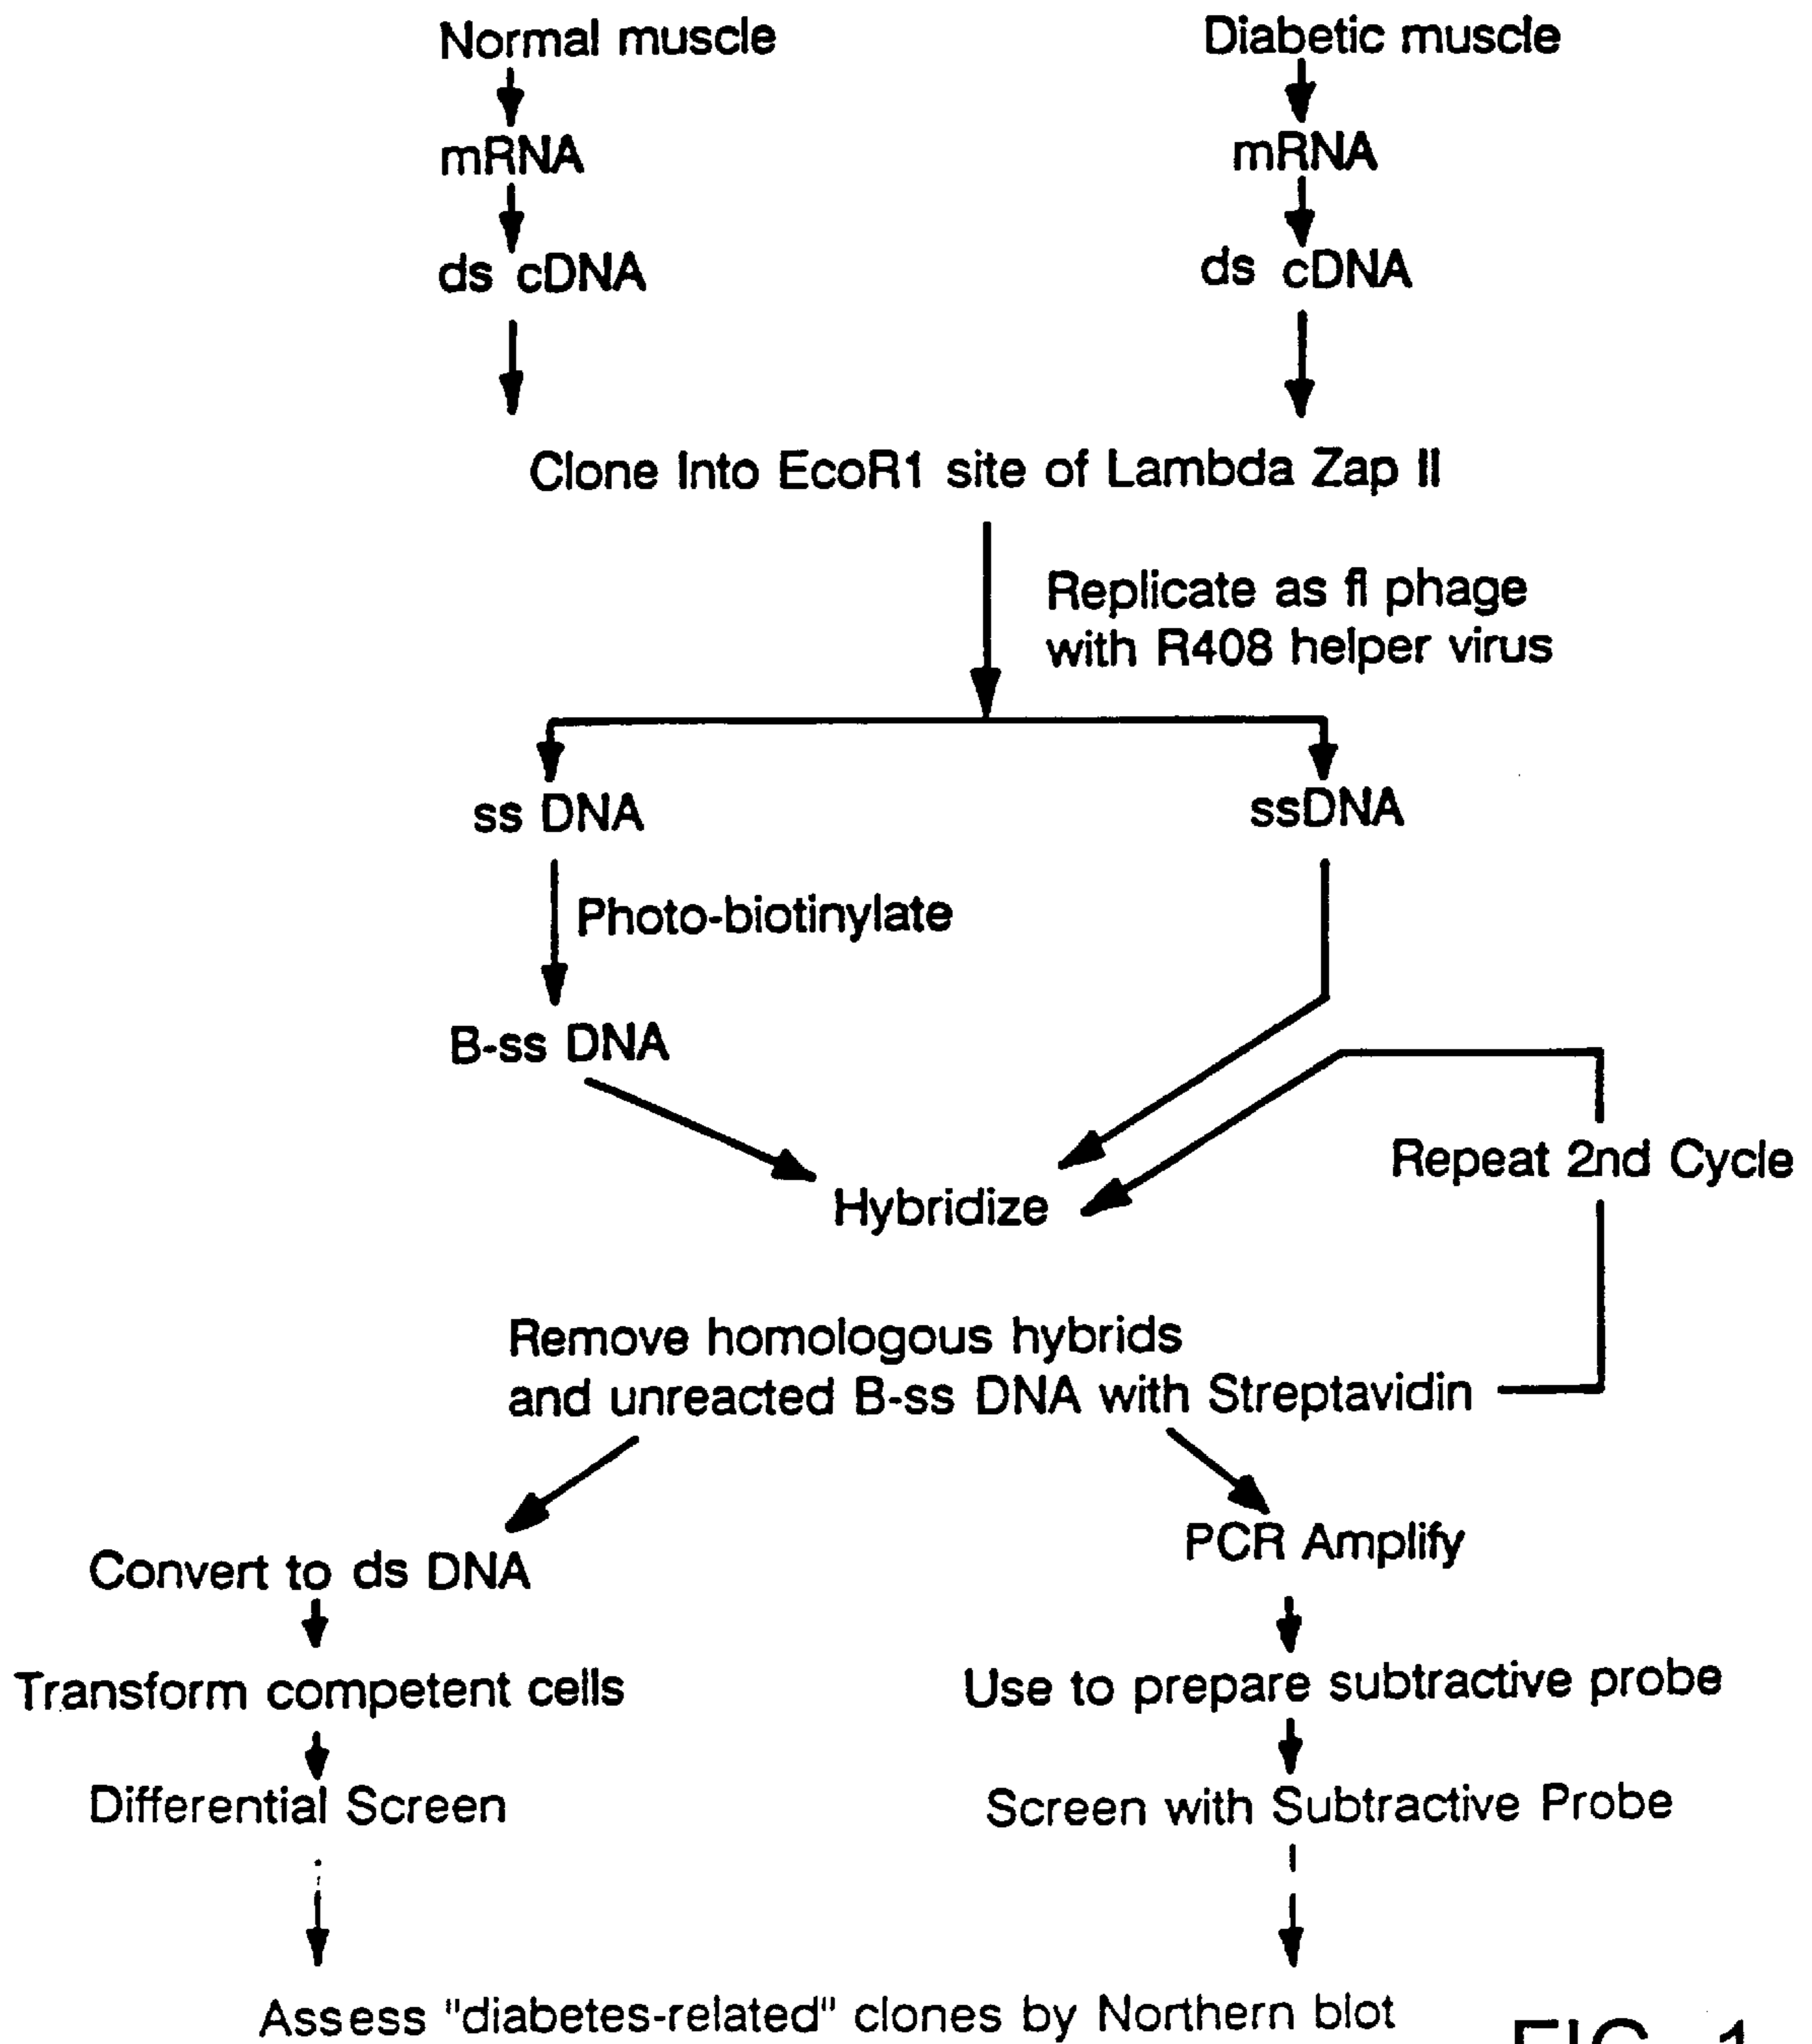 Normal muscle
Diabetic muscle
mRNA
mRNA
ds cDNA
ds cDNA
Clone Into EcoR1 site of Lambda Zap II
Replicate as fl phage
with R408 helper virus
ss DNA
ssDNA
Photo-biotinylate
B-ss DNA
Repeat 2nd Cycle
Hybridize
Remove homologous hybrids
and unreacted B-ss DNA with Streptavidin
Convert to ds DNA
PCR Amplify
Transform competent cells
Use to prepare subtractive probe
Differential Screen
Screen with Subtractive Probe
Assess "diabetes-related" clones by Northern blot
FIG. 1